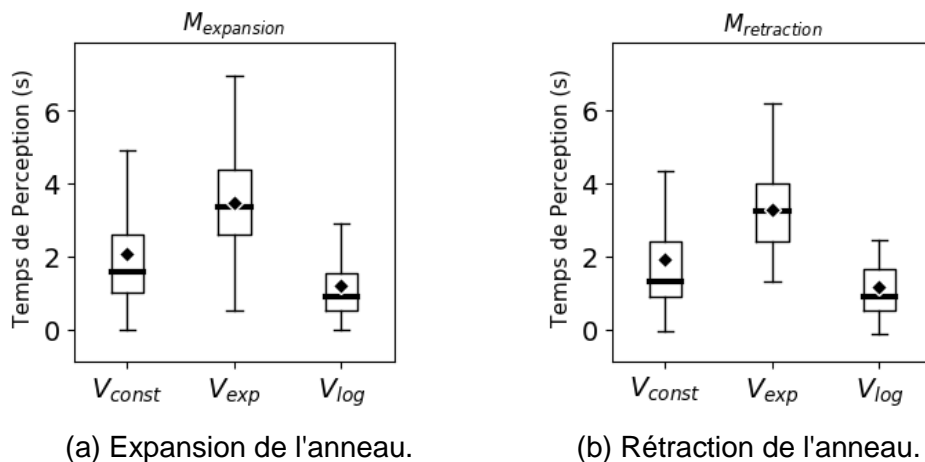 M_expansion
Temps de Perception (s)
6
4
2
0
V_const V_exp V_log
(a) Expansion de l'anneau.
M_retraction
Temps de Perception (s)
6
4
2
0
V_const V_exp V_log
(b) Rétraction de l'anneau.